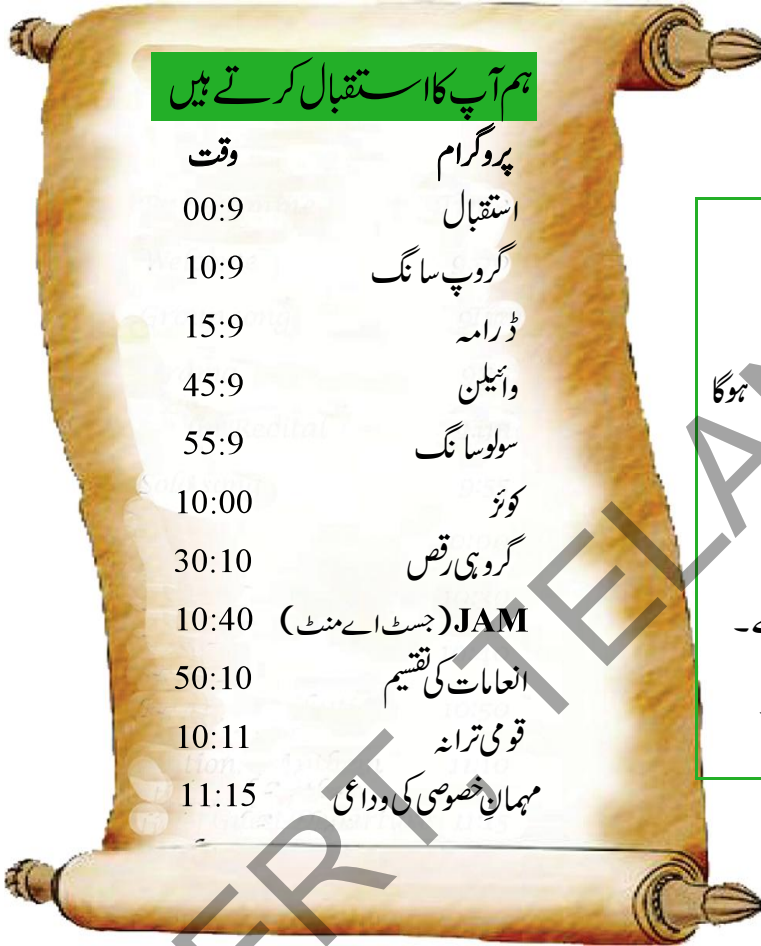 ہم آپ کا استقبال کرتے ہیں
پروگرام وقت
استقبال 00:9
گروپ سانگ 10:9
ڈرامہ 15:9
وائیلن 45:9
سولو سانگ 55:9
کوئز 10:00
گروہی رقص 30:10
JAM (جسٹ اے منٹ) 10:40
انعامات کی تقسیم 50:10
قومی ترانہ 10:11
مہمانِ خصوصی کی وداعی 11:15
ہوگا